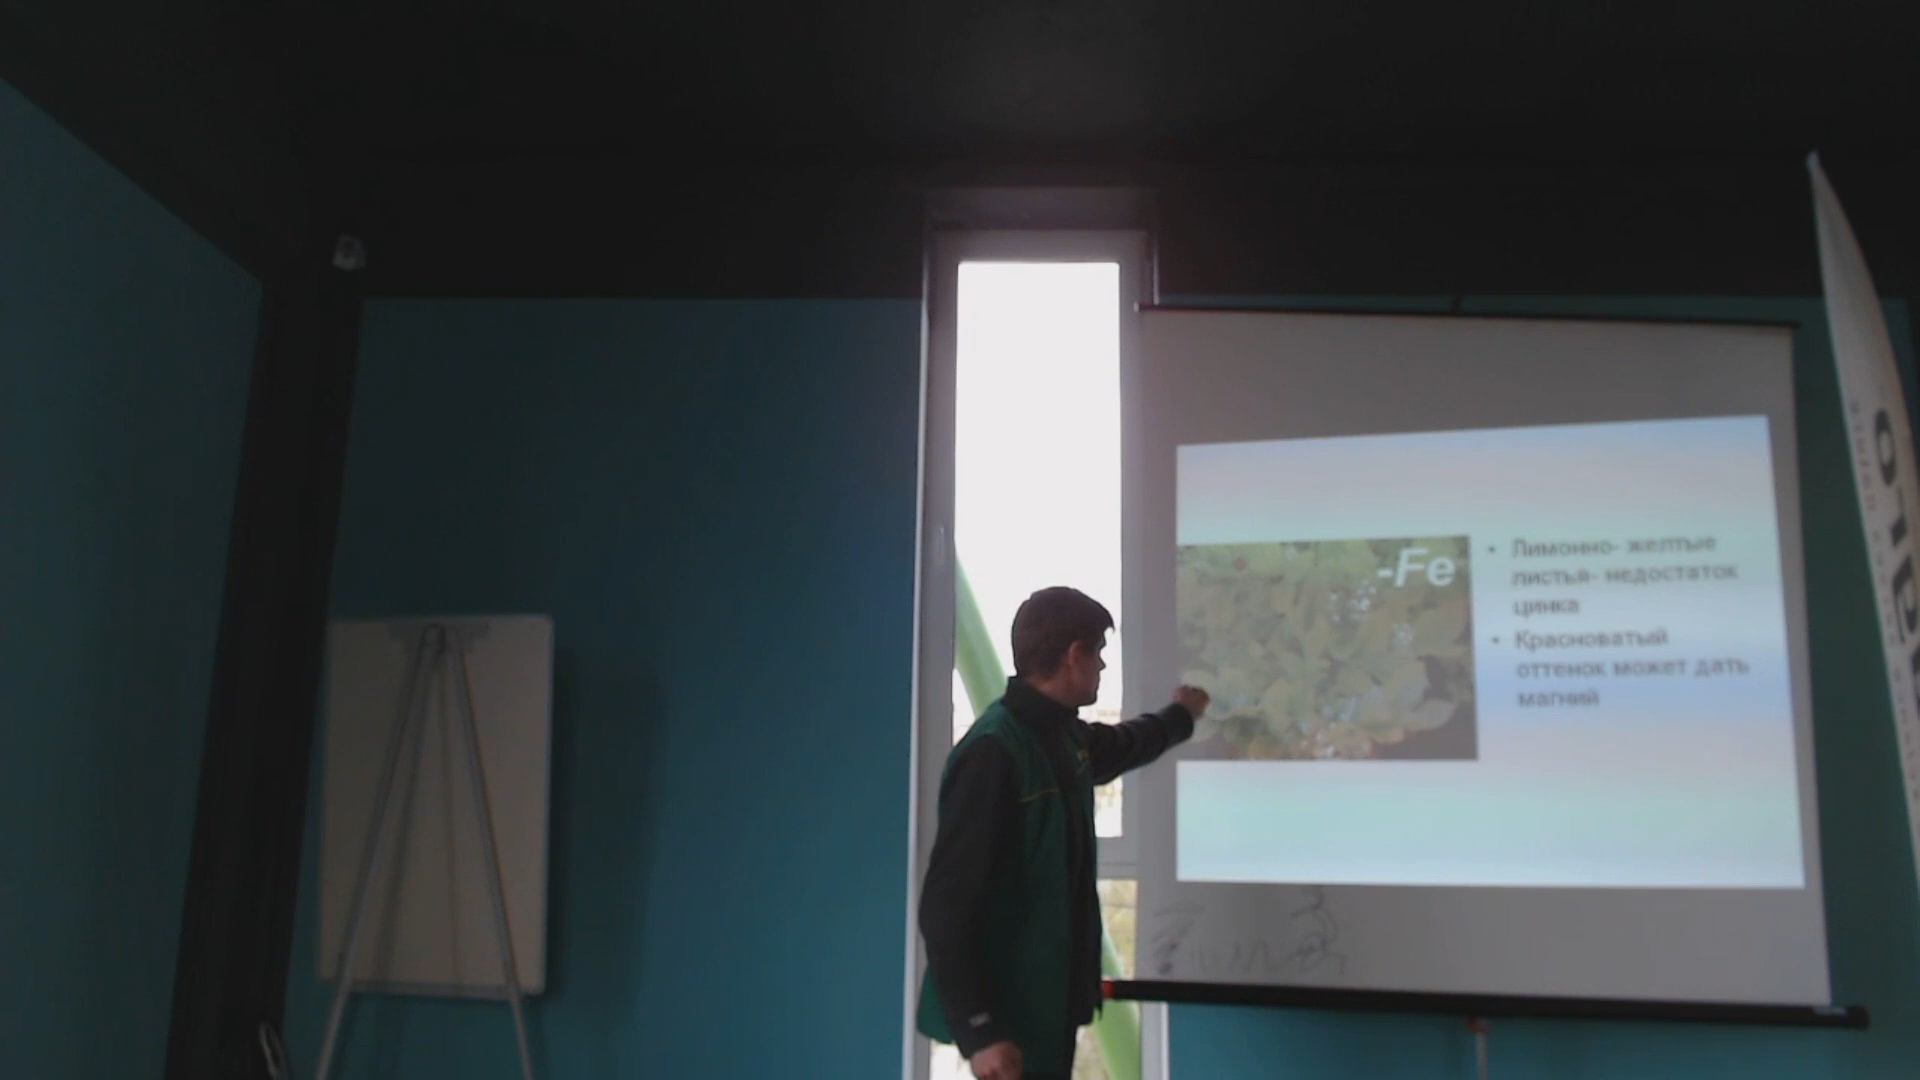 -Fe
• Лимонно- желтые
листья- недостаток
цинка
• Красноватый
оттенок может дать
магний